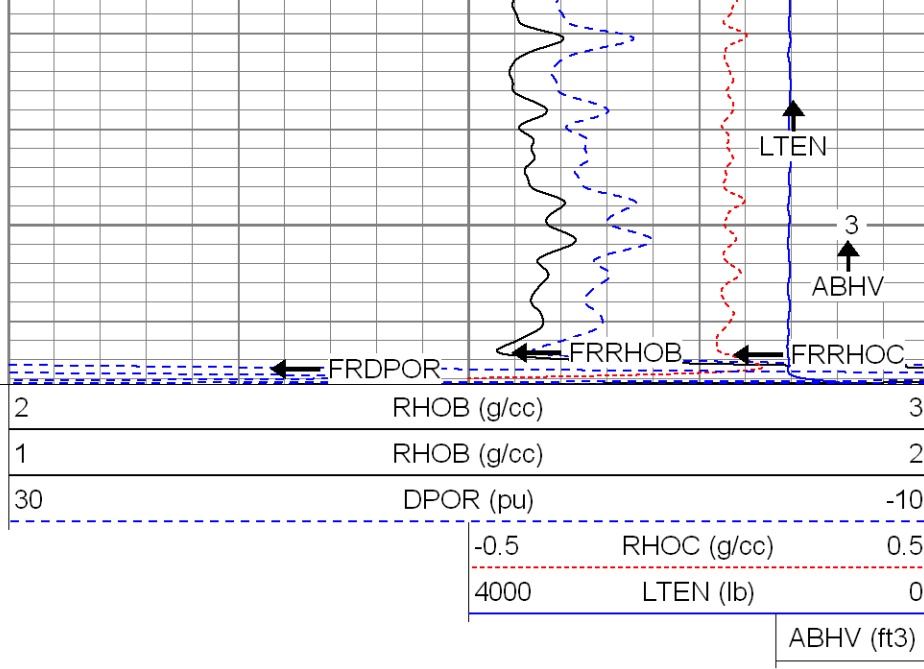 LTEN
3
ABHV
FRRHOB
FRRHOC
FRDPOR
2 RHOB (g/cc) 3
1 RHOB (g/cc) 2
30 DPOR (pu) -10
-0.5 RHOC (g/cc) 0.5
4000 LTEN (lb) 0
ABHV (ft3)